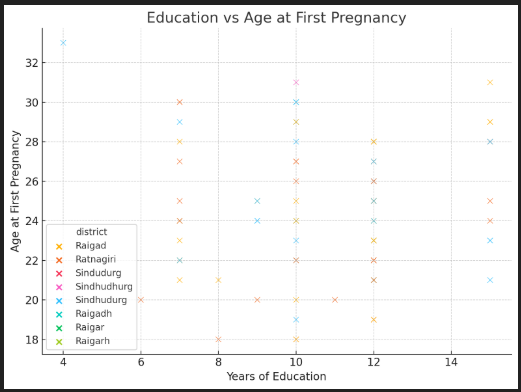 Education vs Age at First Pregnancy
Age at First Pregnancy
32
30
28
26
24
22
20
18
district
Raigad
Ratnagiri
Sindudurg
Sindhudhurg
Sindhudurg
Raigadh
Raigar
Raigarh
4
6
8
10
12
14
Years of Education